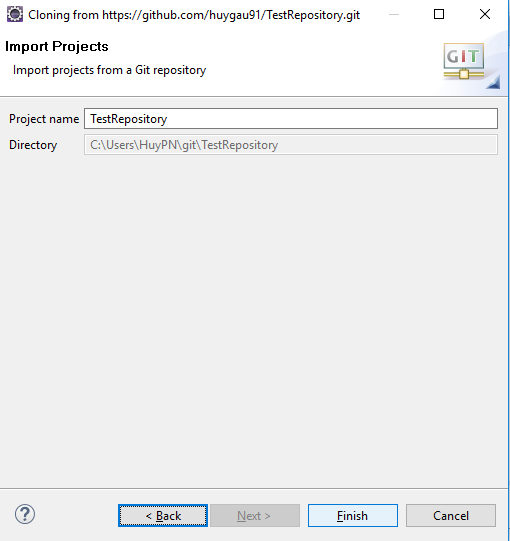 Cloning from https://github.com/huygau91/TestRepository.git
Import Projects
Import projects from a Git repository
GIT
Project name TestRepository
Directory C:\Users\HuyPN\git\TestRepository
? < Back Next > Finish Cancel